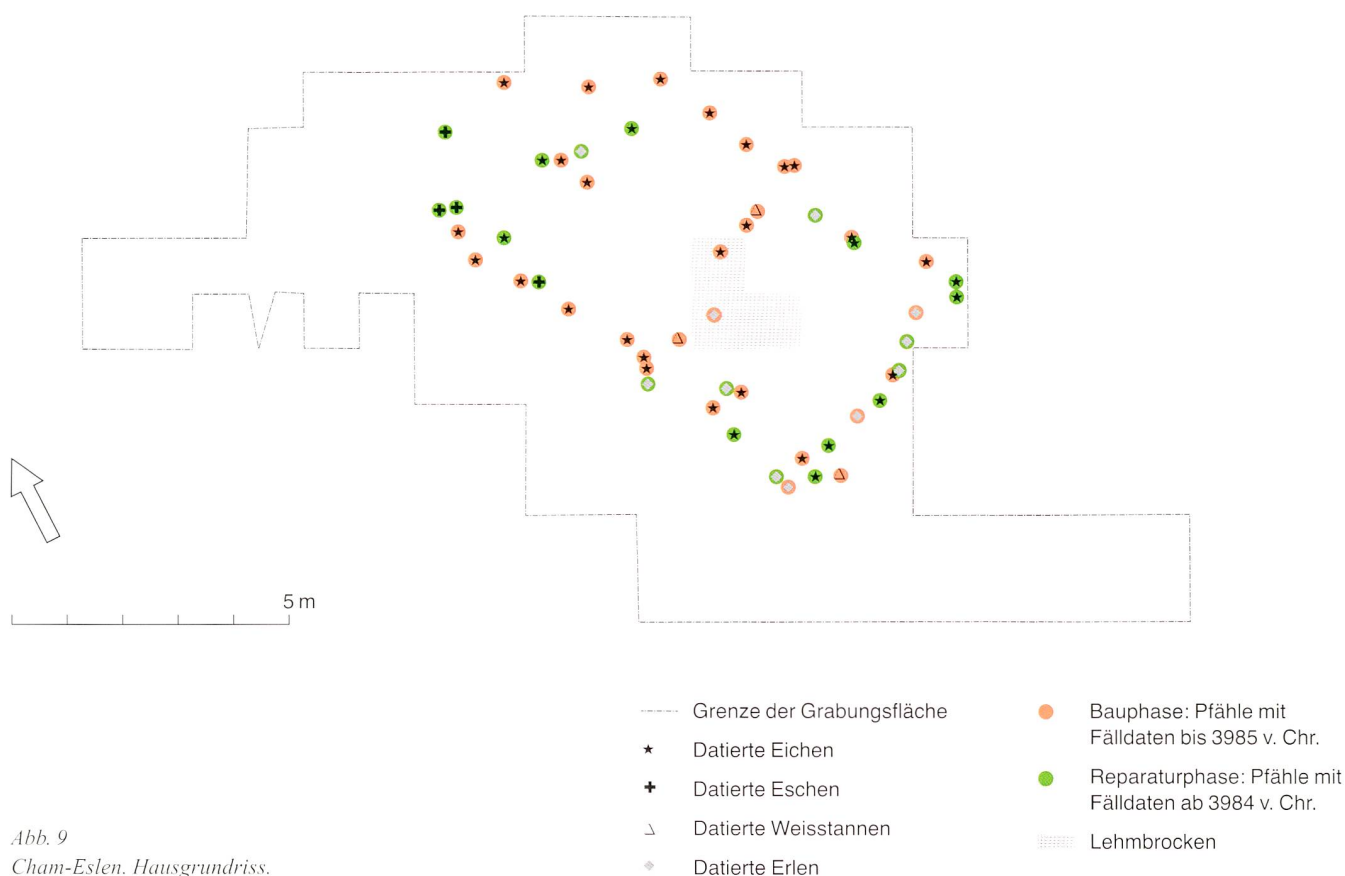 5 m
Grenze der Grabungsfläche
Datierte Eichen
Datierte Eschen
Datierte Weisstannen
Datierte Erlen
Bauphase: Pfähle mit
Fälldaten bis 3985 v. Chr.
Reparaturphase: Pfähle mit
Fälldaten ab 3984 v. Chr.
Lehmbrocken
Abb. 9
Cham-Eslen. Hausgrundriss.